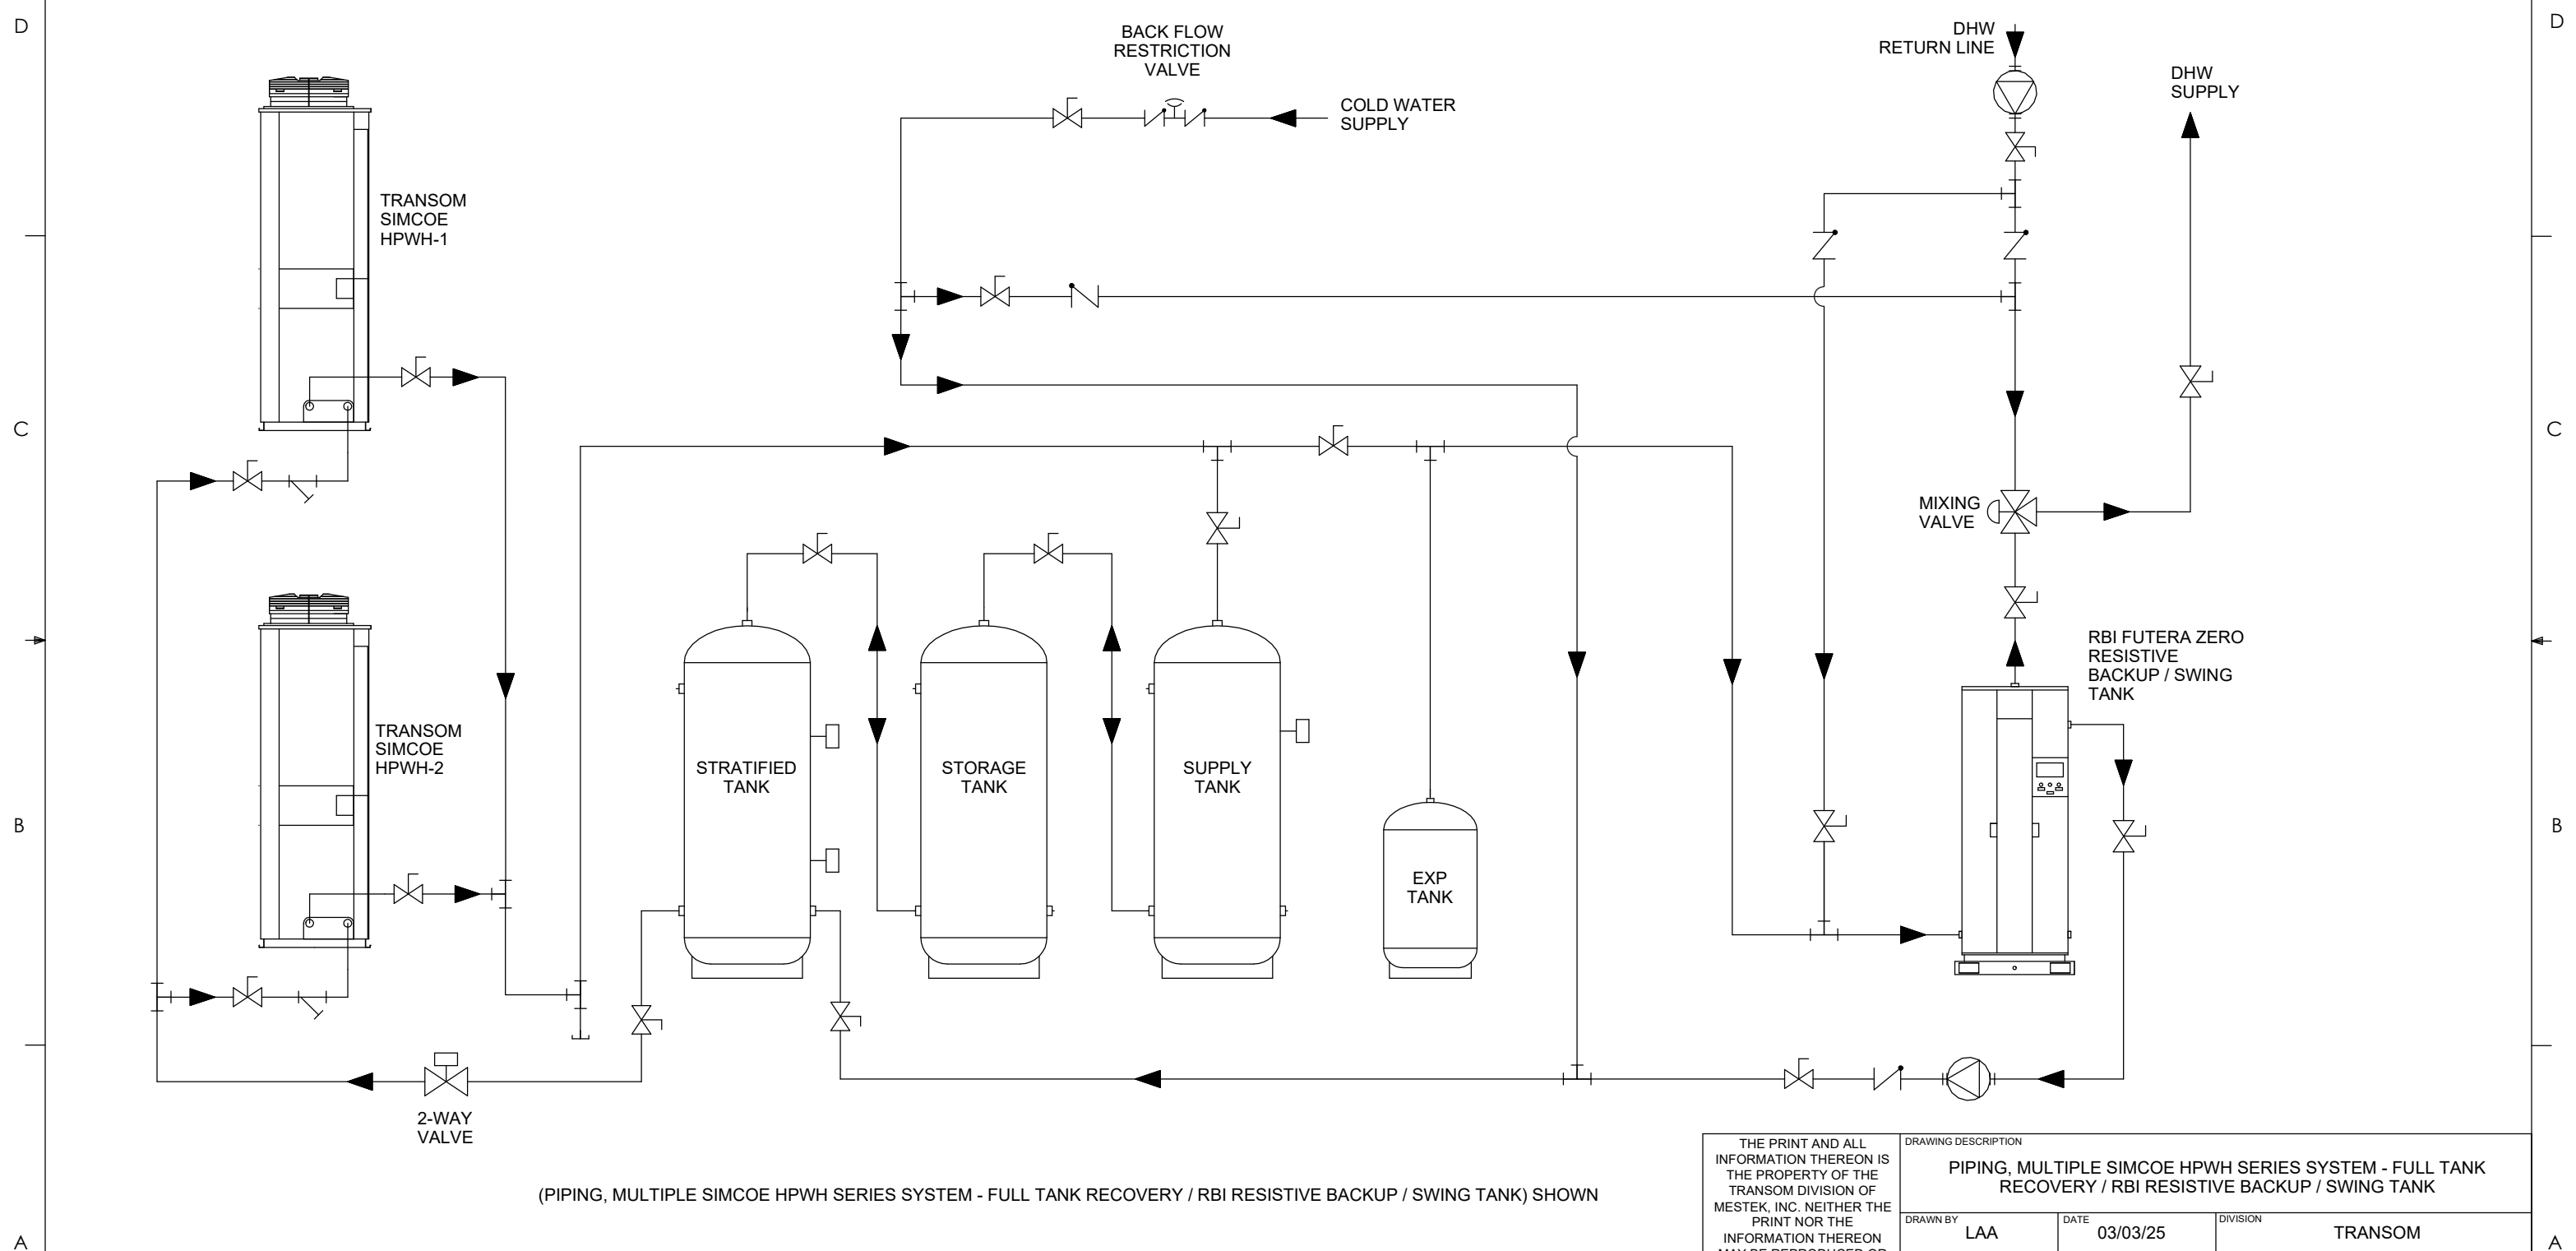 D
D
BACK FLOW
RESTRICTION
VALVE
COLD WATER
SUPPLY
DHW
RETURN LINE
DHW
SUPPLY
TRANSOM
SIMCOE
HPWH-1
C
C
MIXING
VALVE
RBI FUTERA ZERO
RESISTIVE
BACKUP / SWING
TANK
TRANSOM
SIMCOE
HPWH-2
STRATIFIED
TANK
STORAGE
TANK
SUPPLY
TANK
EXP
TANK
B
B
2-WAY
VALVE
(PIPING, MULTIPLE SIMCOE HPWH SERIES SYSTEM - FULL TANK RECOVERY / RBI RESISTIVE BACKUP / SWING TANK) SHOWN
THE PRINT AND ALL
INFORMATION THEREON IS
THE PROPERTY OF THE
TRANSOM DIVISION OF
MESTEK, INC. NEITHER THE
PRINT NOR THE
INFORMATION THEREON
MAY BE REPRODUCED OR
DRAWING DESCRIPTION
PIPING, MULTIPLE SIMCOE HPWH SERIES SYSTEM - FULL TANK
RECOVERY / RBI RESISTIVE BACKUP / SWING TANK
DRAWN BY
LAA
DATE
03/03/25
DIVISION
TRANSOM
A
A